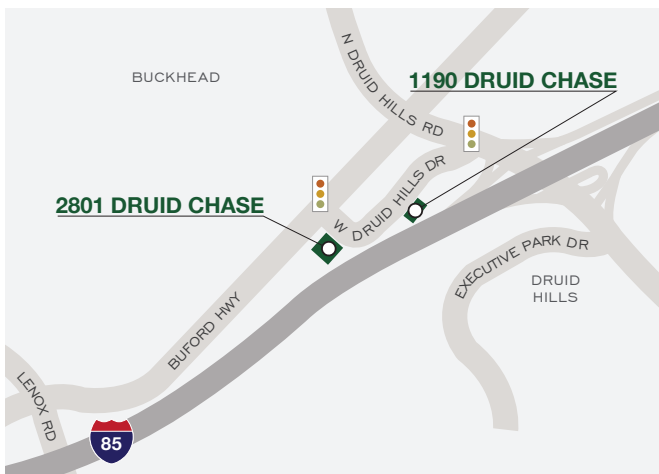 BUCKHEAD
N DRUID HILLS RD
1190 DRUID CHASE
2801 DRUID CHASE
W DRUID HILLS DR
EXECUTIVE PARK DR
DRUID
HILLS
BUFORD HWY
LENOX RD
85